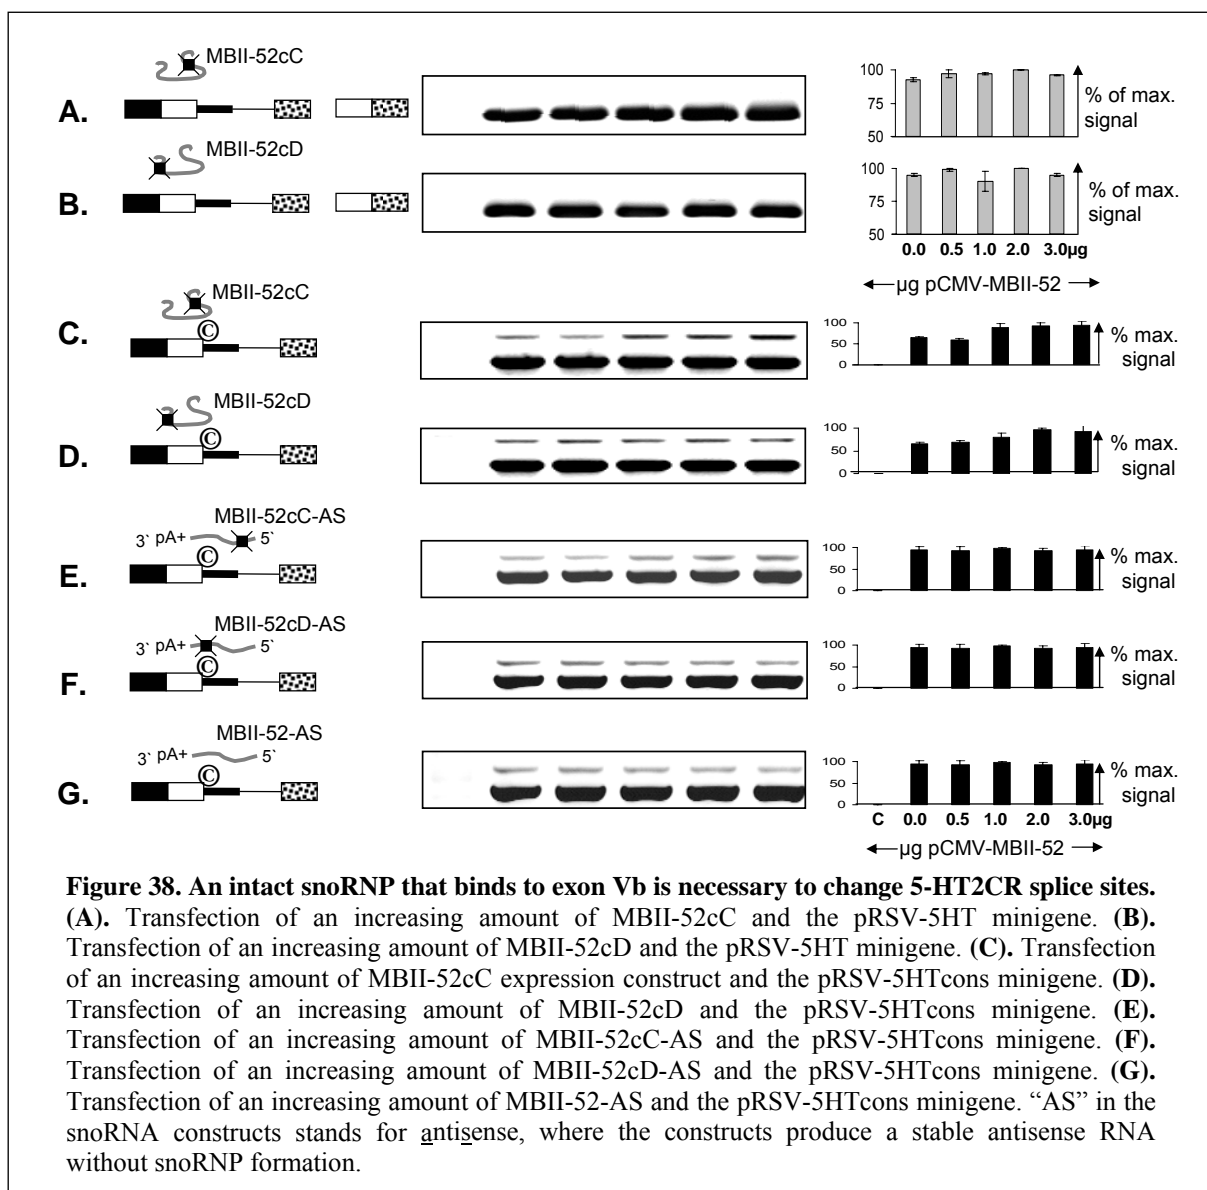 MBII-52cC
A.
100
75
50
% of max.
signal
MBII-52cD
B.
100
75
50
% of max.
signal
0.0 0.5 1.0 2.0 3.0µg
µg pCMV-MBII-52
MBII-52cC
C
C.
100
50
0
% max.
signal
MBII-52cD
C
D.
100
50
0
% max.
signal
MBII-52cC-AS
3` pA+ 5`
C
E.
100
50
0
% max.
signal
MBII-52cD-AS
3` pA+ 5`
C
F.
100
50
0
% max.
signal
MBII-52-AS
3` pA+ 5`
C
G.
100
50
0
% max.
signal
C 0.0 0.5 1.0 2.0 3.0µg
µg pCMV-MBII-52
Figure 38. An intact snoRNP that binds to exon Vb is necessary to change 5-HT2CR splice sites.
(A). Transfection of an increasing amount of MBII-52cC and the pRSV-5HT minigene. (B).
Transfection of an increasing amount of MBII-52cD and the pRSV-5HT minigene. (C). Transfection
of an increasing amount of MBII-52cC expression construct and the pRSV-5HTcons minigene. (D).
Transfection of an increasing amount of MBII-52cD and the pRSV-5HTcons minigene. (E).
Transfection of an increasing amount of MBII-52cC-AS and the pRSV-5HTcons minigene. (F).
Transfection of an increasing amount of MBII-52cD-AS and the pRSV-5HTcons minigene. (G).
Transfection of an increasing amount of MBII-52-AS and the pRSV-5HTcons minigene. “AS” in the
snoRNA constructs stands for antisense, where the constructs produce a stable antisense RNA
without snoRNP formation.